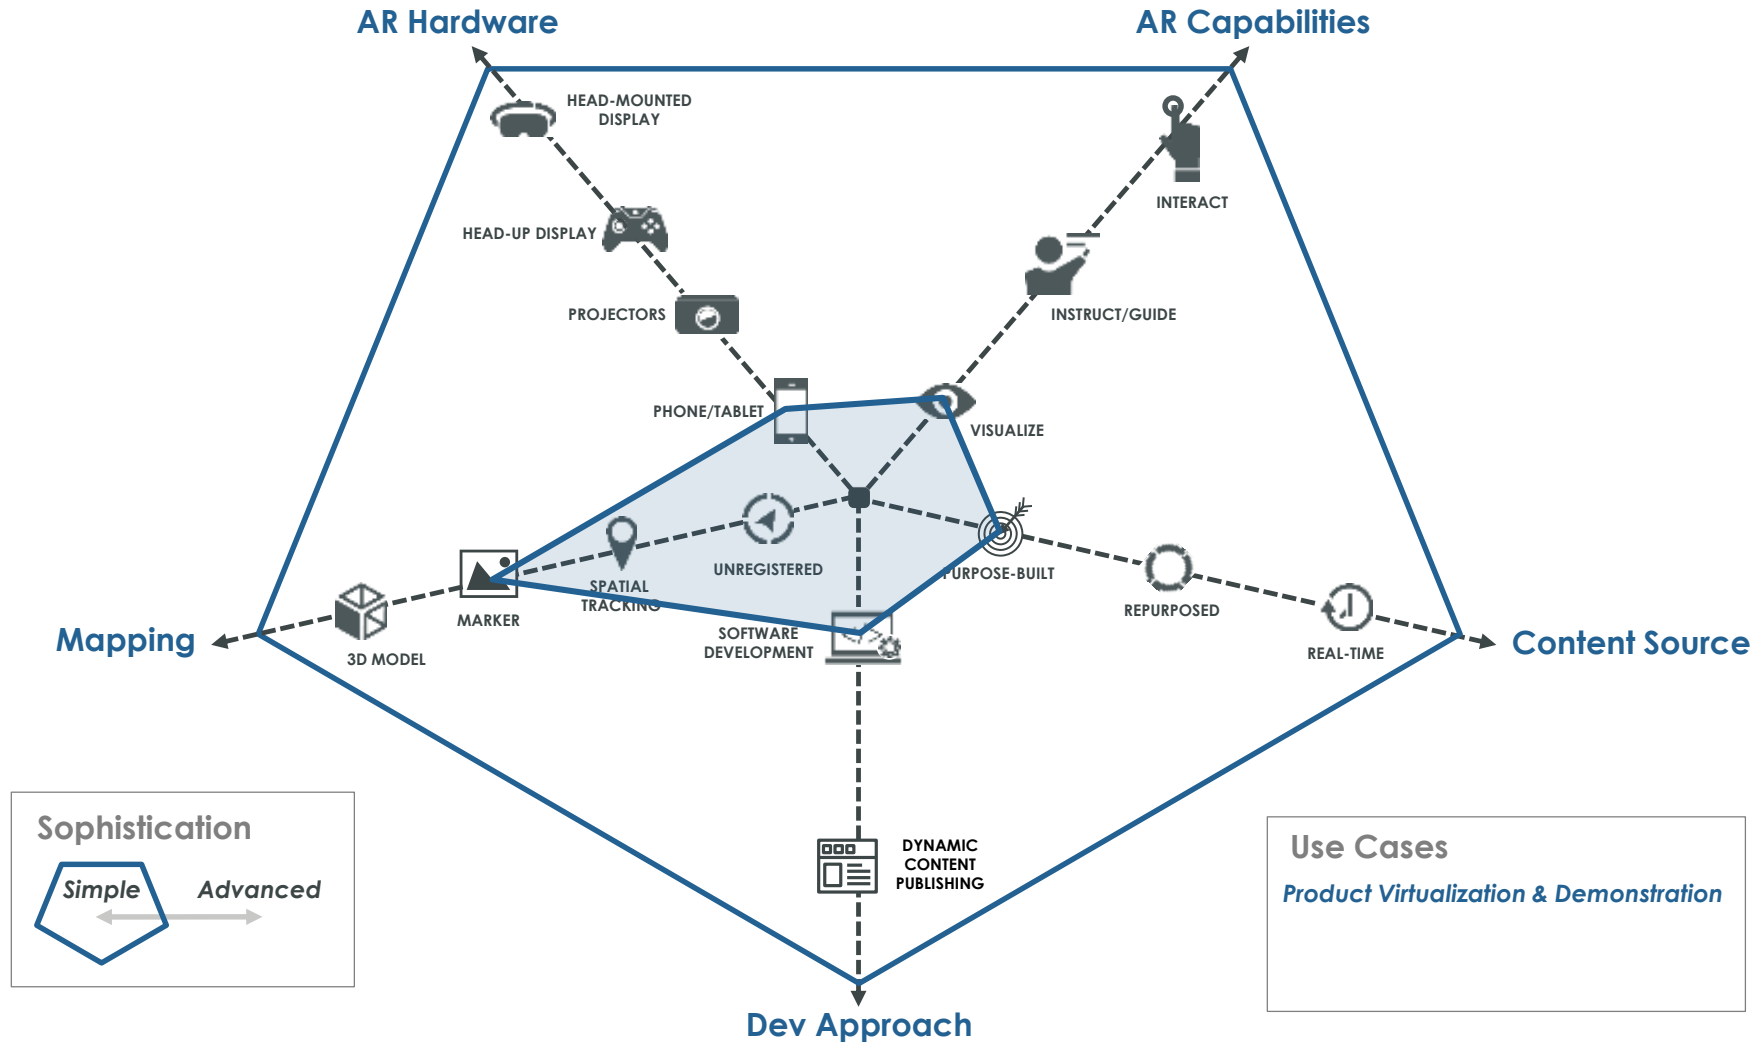 AR Hardware
AR Capabilities
HEAD-MOUNTED
DISPLAY
INTERACT
HEAD-UP DISPLAY
PROJECTORS
INSTRUCT/GUIDE
PHONE/TABLET
VISUALIZE
UNREGISTERED
PURPOSE-BUILT
SPATIAL
TRACKING
MARKER
REPURPOSED
SOFTWARE
DEVELOPMENT
Mapping
Content Source
3D MODEL
REAL-TIME
DYNAMIC
CONTENT
PUBLISHING
Sophistication
Simple
Advanced
Use Cases
Product Virtualization & Demonstration
Dev Approach